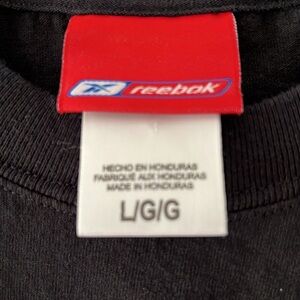 reebok
HECHO EN HONDURAS
FABRIQUÉ AUX HONDURAS
MADE IN HONDURAS
L/G/G